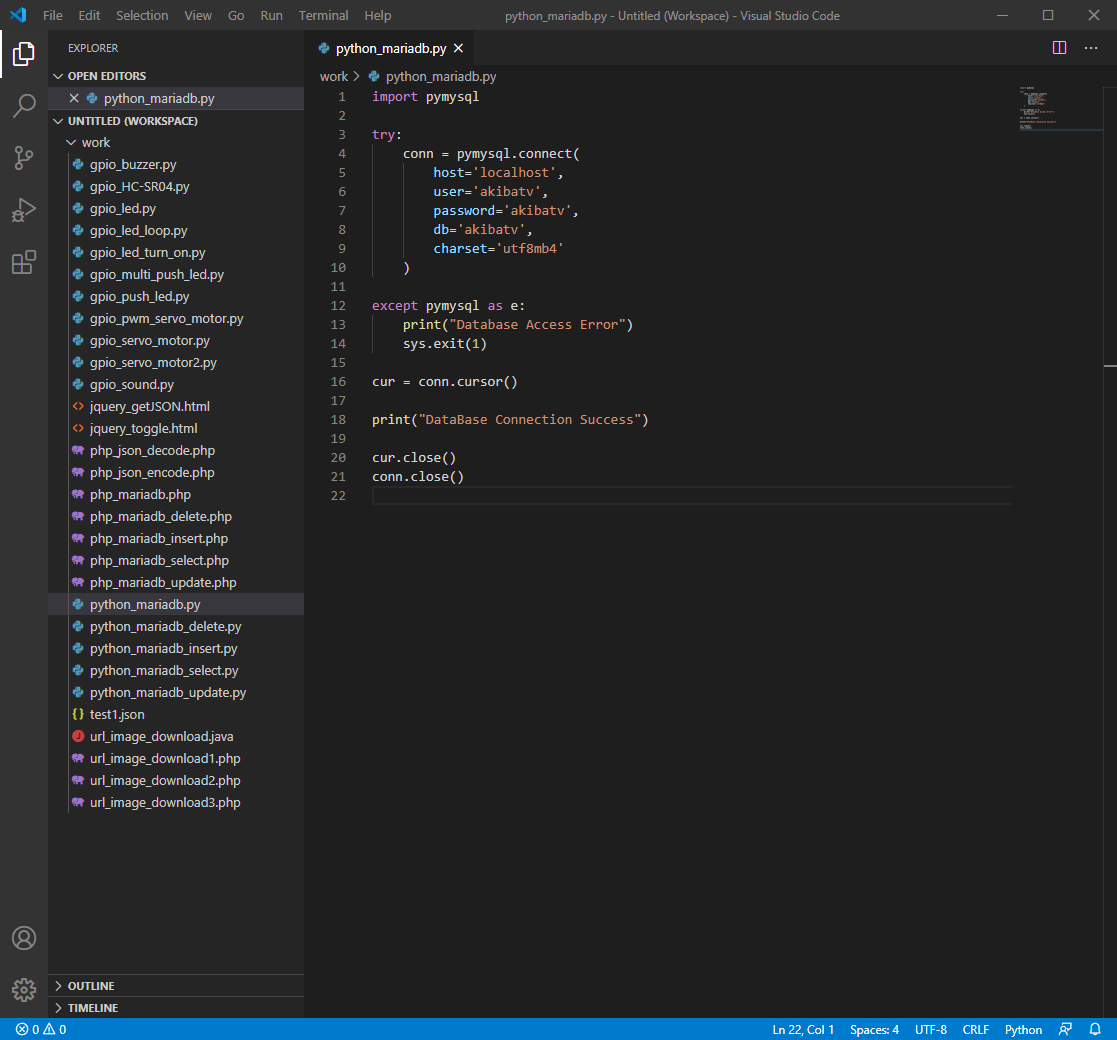 File Edit Selection View Go Run Terminal Help python_mariadb.py - Untitled (Workspace) - Visual Studio Code
EXPLORER
OPEN EDITORS
python_mariadb.py
UNTITLED (WORKSPACE)
work
gpio_buzzer.py
gpio_HC-SR04.py
gpio_led.py
gpio_led_loop.py
gpio_led_turn_on.py
gpio_multi_push_led.py
gpio_push_led.py
gpio_pwm_servo_motor.py
gpio_servo_motor.py
gpio_servo_motor2.py
gpio_sound.py
jquery_getJSON.html
jquery_toggle.html
php_json_decode.php
php_json_encode.php
php_mariadb.php
php_mariadb_delete.php
php_mariadb_insert.php
php_mariadb_select.php
php_mariadb_update.php
python_mariadb.py
python_mariadb_delete.py
python_mariadb_insert.py
python_mariadb_select.py
python_mariadb_update.py
test1.json
url_image_download.java
url_image_download1.php
url_image_download2.php
url_image_download3.php
OUTLINE
TIMELINE
python_mariadb.py
work > python_mariadb.py
1 import pymysql
2
3 try:
4     conn = pymysql.connect(
5         host='localhost',
6         user='akibatv',
7         password='akibatv',
8         db='akibatv',
9         charset='utf8mb4'
10     )
11
12 except pymysql as e:
13     print("Database Access Error")
14     sys.exit(1)
15
16 cur = conn.cursor()
17
18 print("DataBase Connection Success")
19
20 cur.close()
21 conn.close()
22
0 0 Ln 22, Col 1 Spaces: 4 UTF-8 CRLF Python